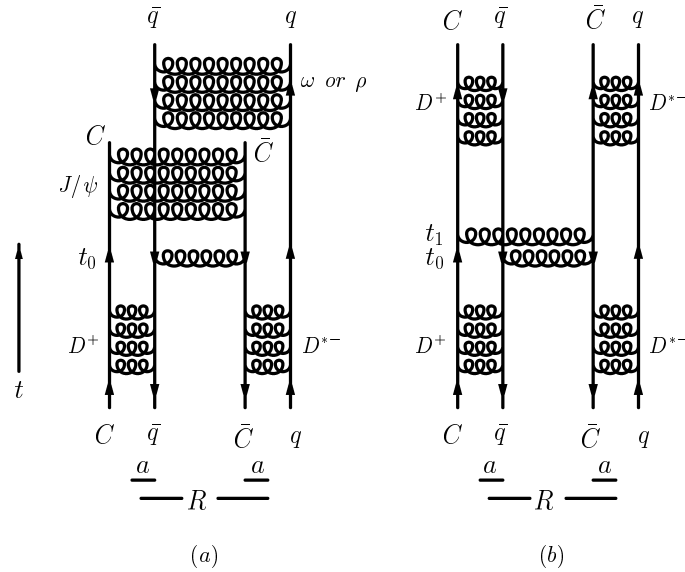 q̄ q
ω or ρ
C C̄
J/ψ
t₀
D⁺ D*⁻
t
C q̄ C̄ q
a a
R
(a)
C q̄ C̄ q
D⁺ D*⁻
t₁
t₀
D⁺ D*⁻
C q̄ C̄ q
a a
R
(b)